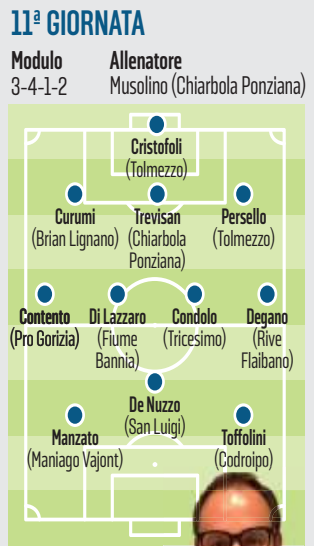 11ª GIORNATA
Modulo
3-4-1-2
Allenatore
Musolino (Chiarbola Ponziana)
Cristofoli
(Tolmezzo)
Curumi
(Brian Lignano)
Trevisan
(Chiarbola
Ponziana)
Persello
(Tolmezzo)
Contento
(Pro Gorizia)
Di Lazzaro
(Fiume
Bannia)
Condolo
(Tricesimo)
Degano
(Rive
Flaibano)
De Nuzzo
(San Luigi)
Manzato
(Maniago Vajont)
Toffolini
(Codroipo)